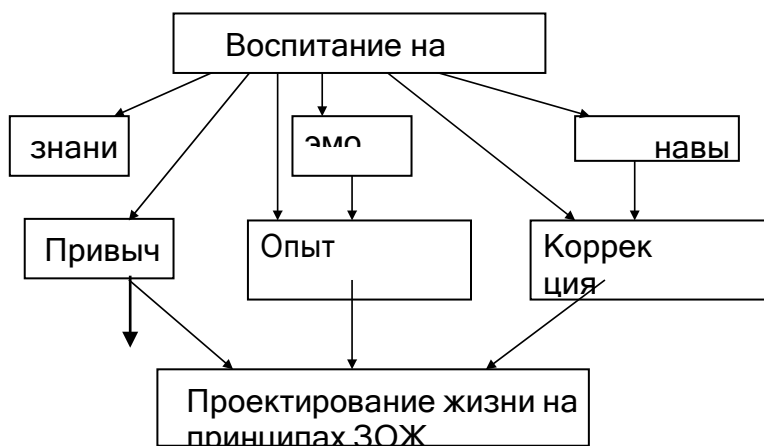 Воспитание на
знани
эмо
навы
Привыч
Опыт
Коррек
ция
Проектирование жизни на
принципах ЗОЖ